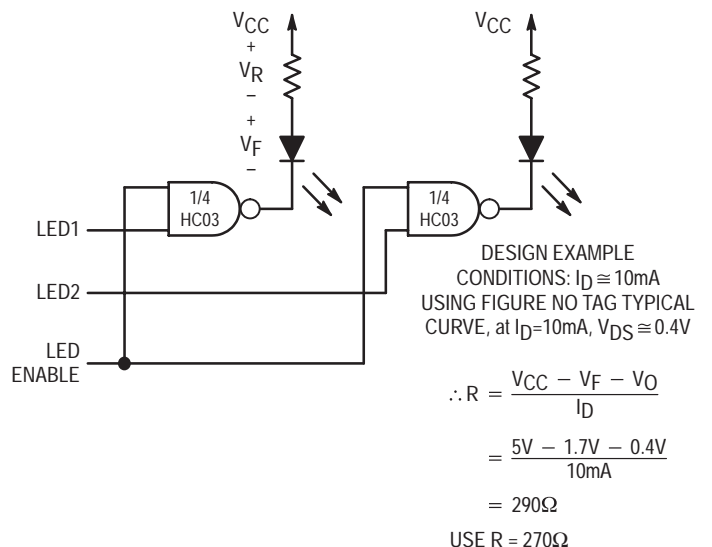 VCC
+
VR
−
+
VF
−
VCC
1/4
HC03
1/4
HC03
LED1
LED2
LED
ENABLE
DESIGN EXAMPLE
CONDITIONS: ID ≅ 10mA
USING FIGURE NO TAG TYPICAL
CURVE, at ID=10mA, VDS ≅ 0.4V
∴ R = VCC − VF − VO
ID
= 5V − 1.7V − 0.4V
10mA
= 290Ω
USE R = 270Ω